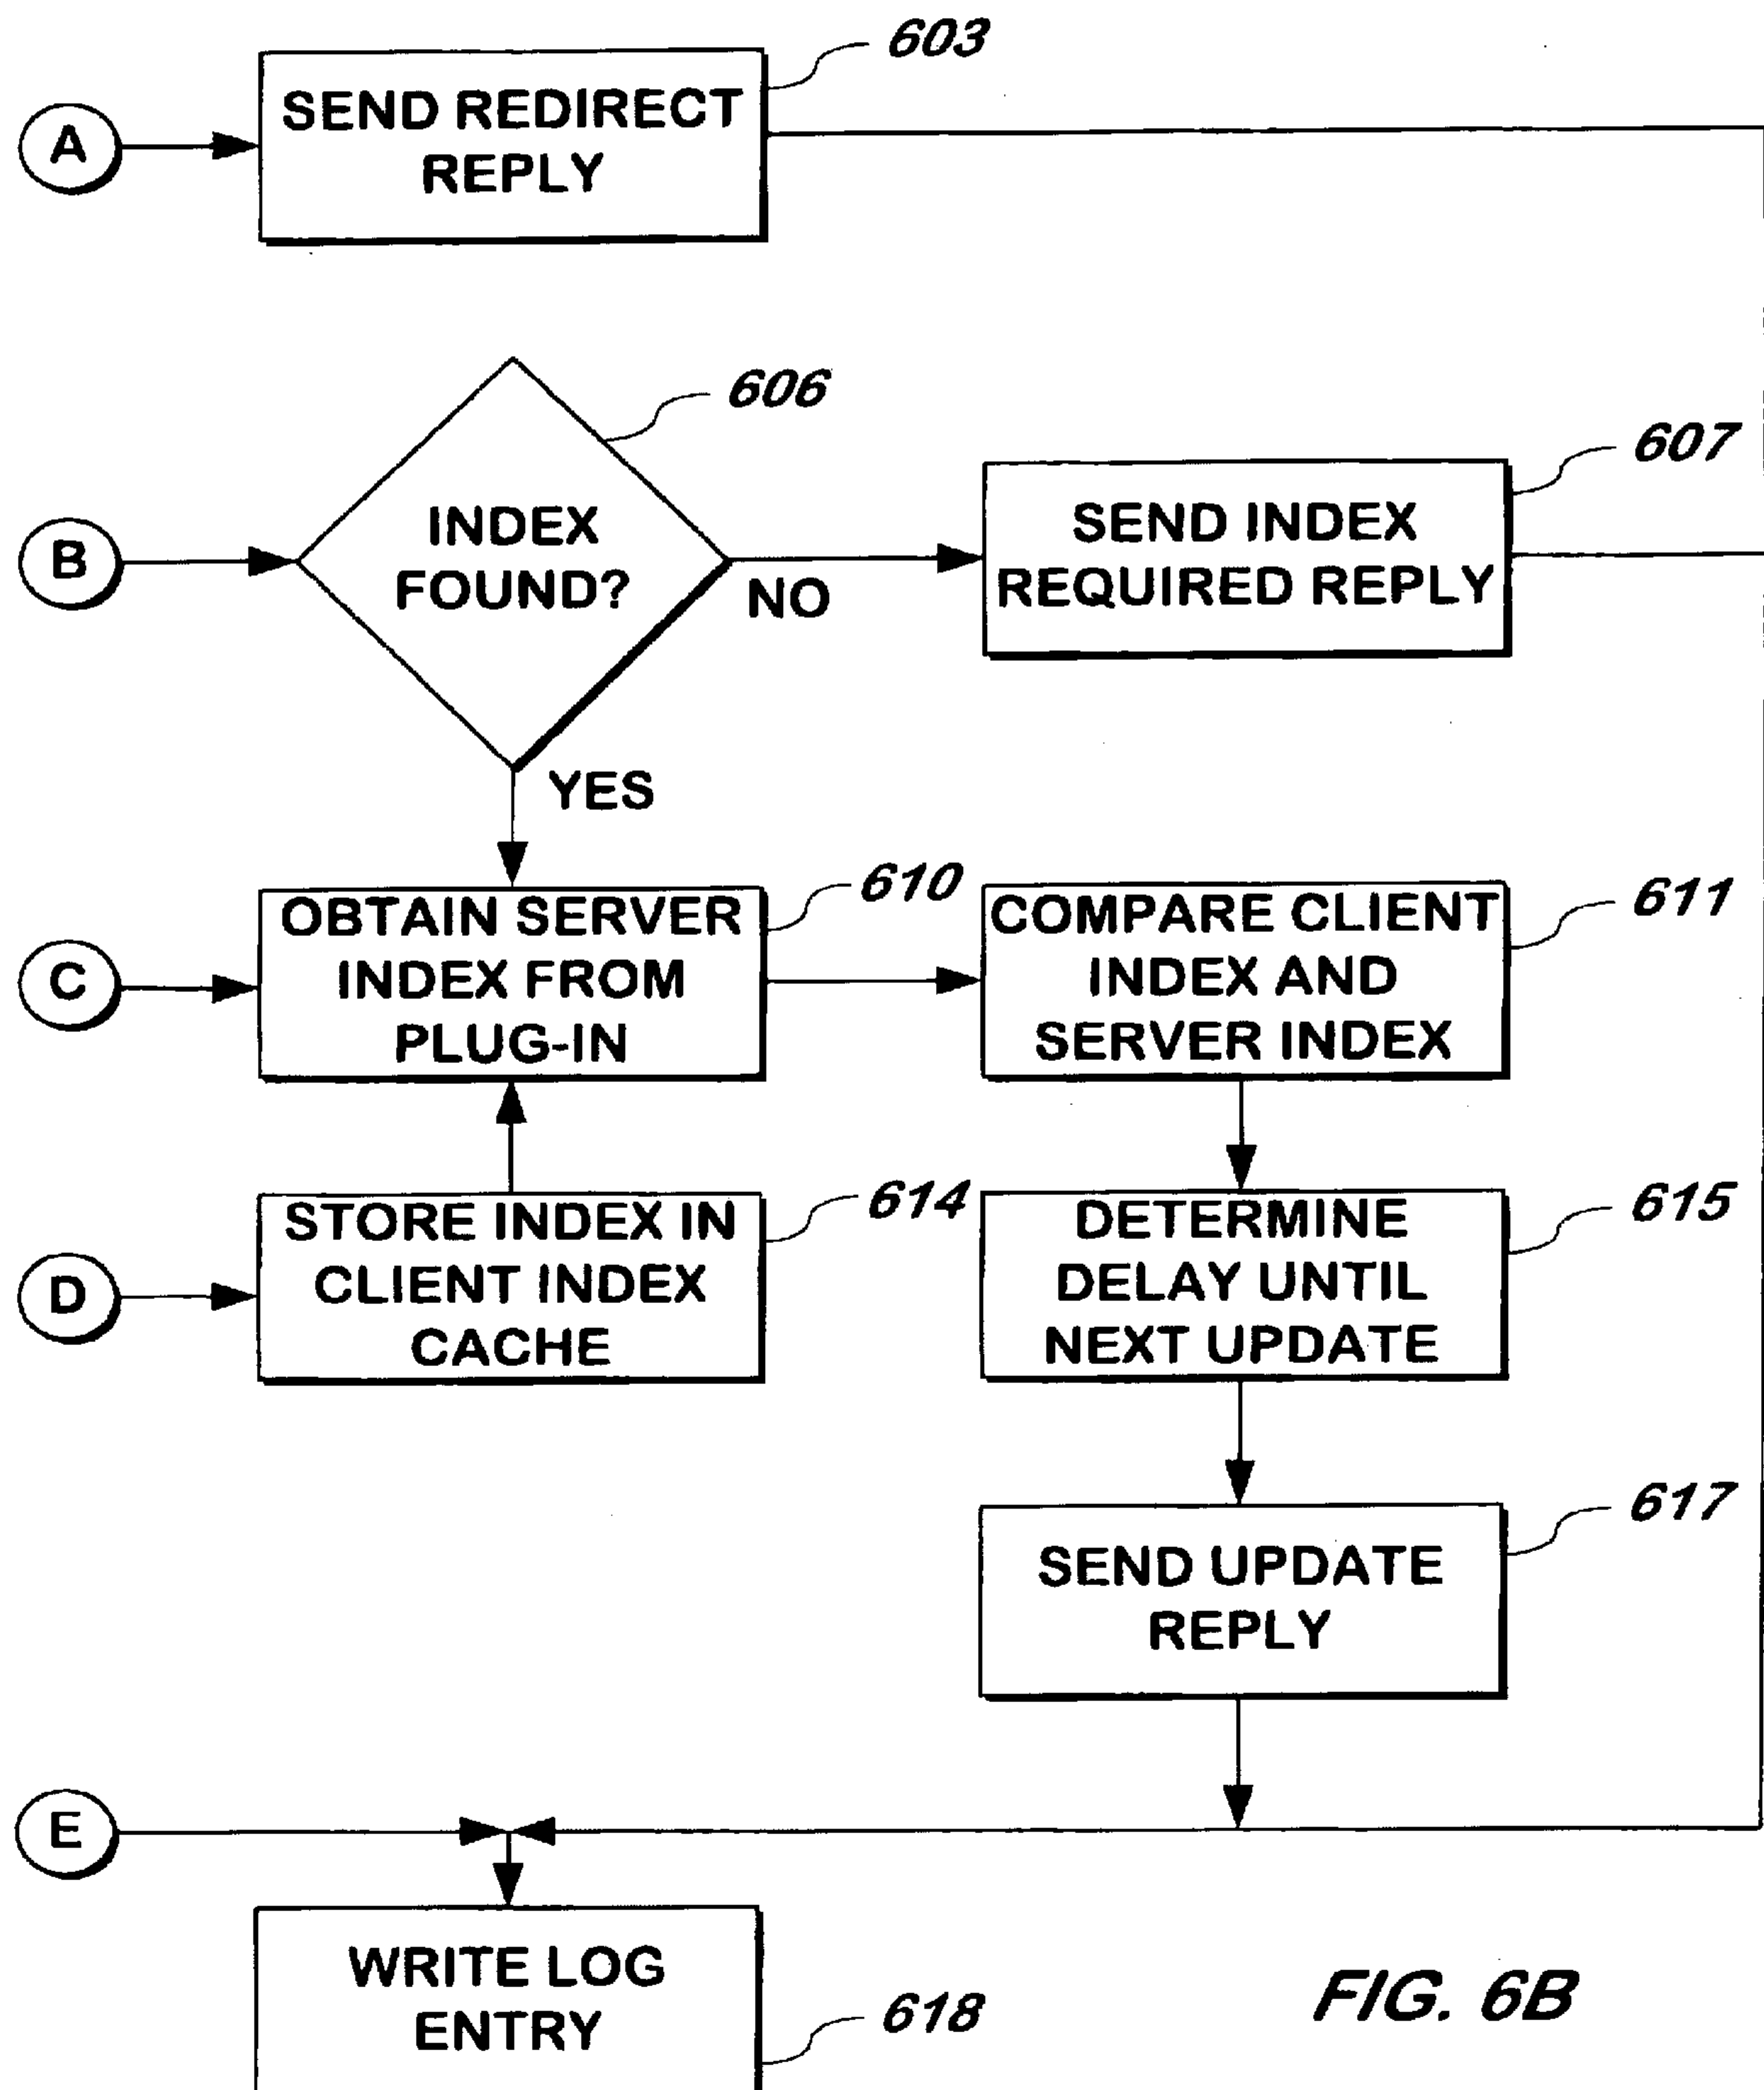 603
A
SEND REDIRECT
REPLY
606
607
B
INDEX
FOUND?
NO
SEND INDEX
REQUIRED REPLY
YES
610
611
C
OBTAIN SERVER
INDEX FROM
PLUG-IN
COMPARE CLIENT
INDEX AND
SERVER INDEX
614
615
D
STORE INDEX IN
CLIENT INDEX
CACHE
DETERMINE
DELAY UNTIL
NEXT UPDATE
617
SEND UPDATE
REPLY
E
WRITE LOG
ENTRY
618
FIG. 6B